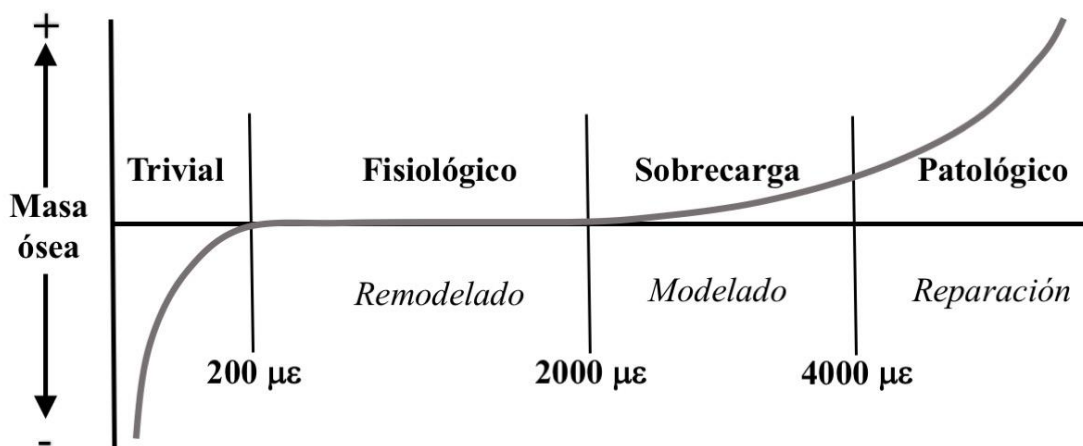 +
Masa
ósea
-
Trivial
Fisiológico
Sobrecarga
Patológico
Remodelado
Modelado
Reparación
200 με
2000 με
4000 με